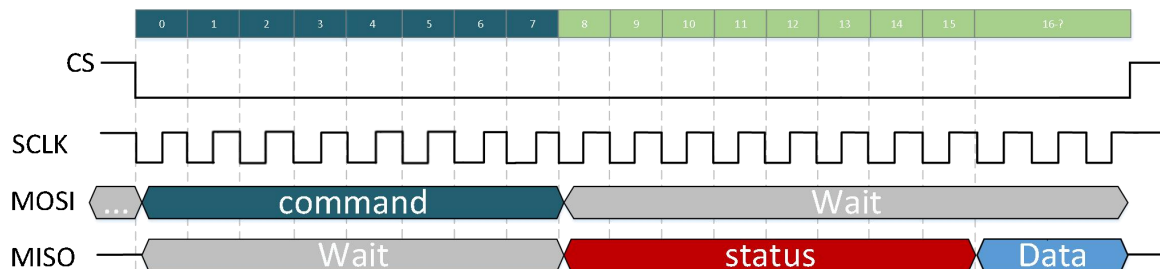 0 1 2 3 4 5 6 7 8 9 10 11 12 13 14 15 16-?
CS
SCLK
MOSI ... command Wait
MISO Wait status Data